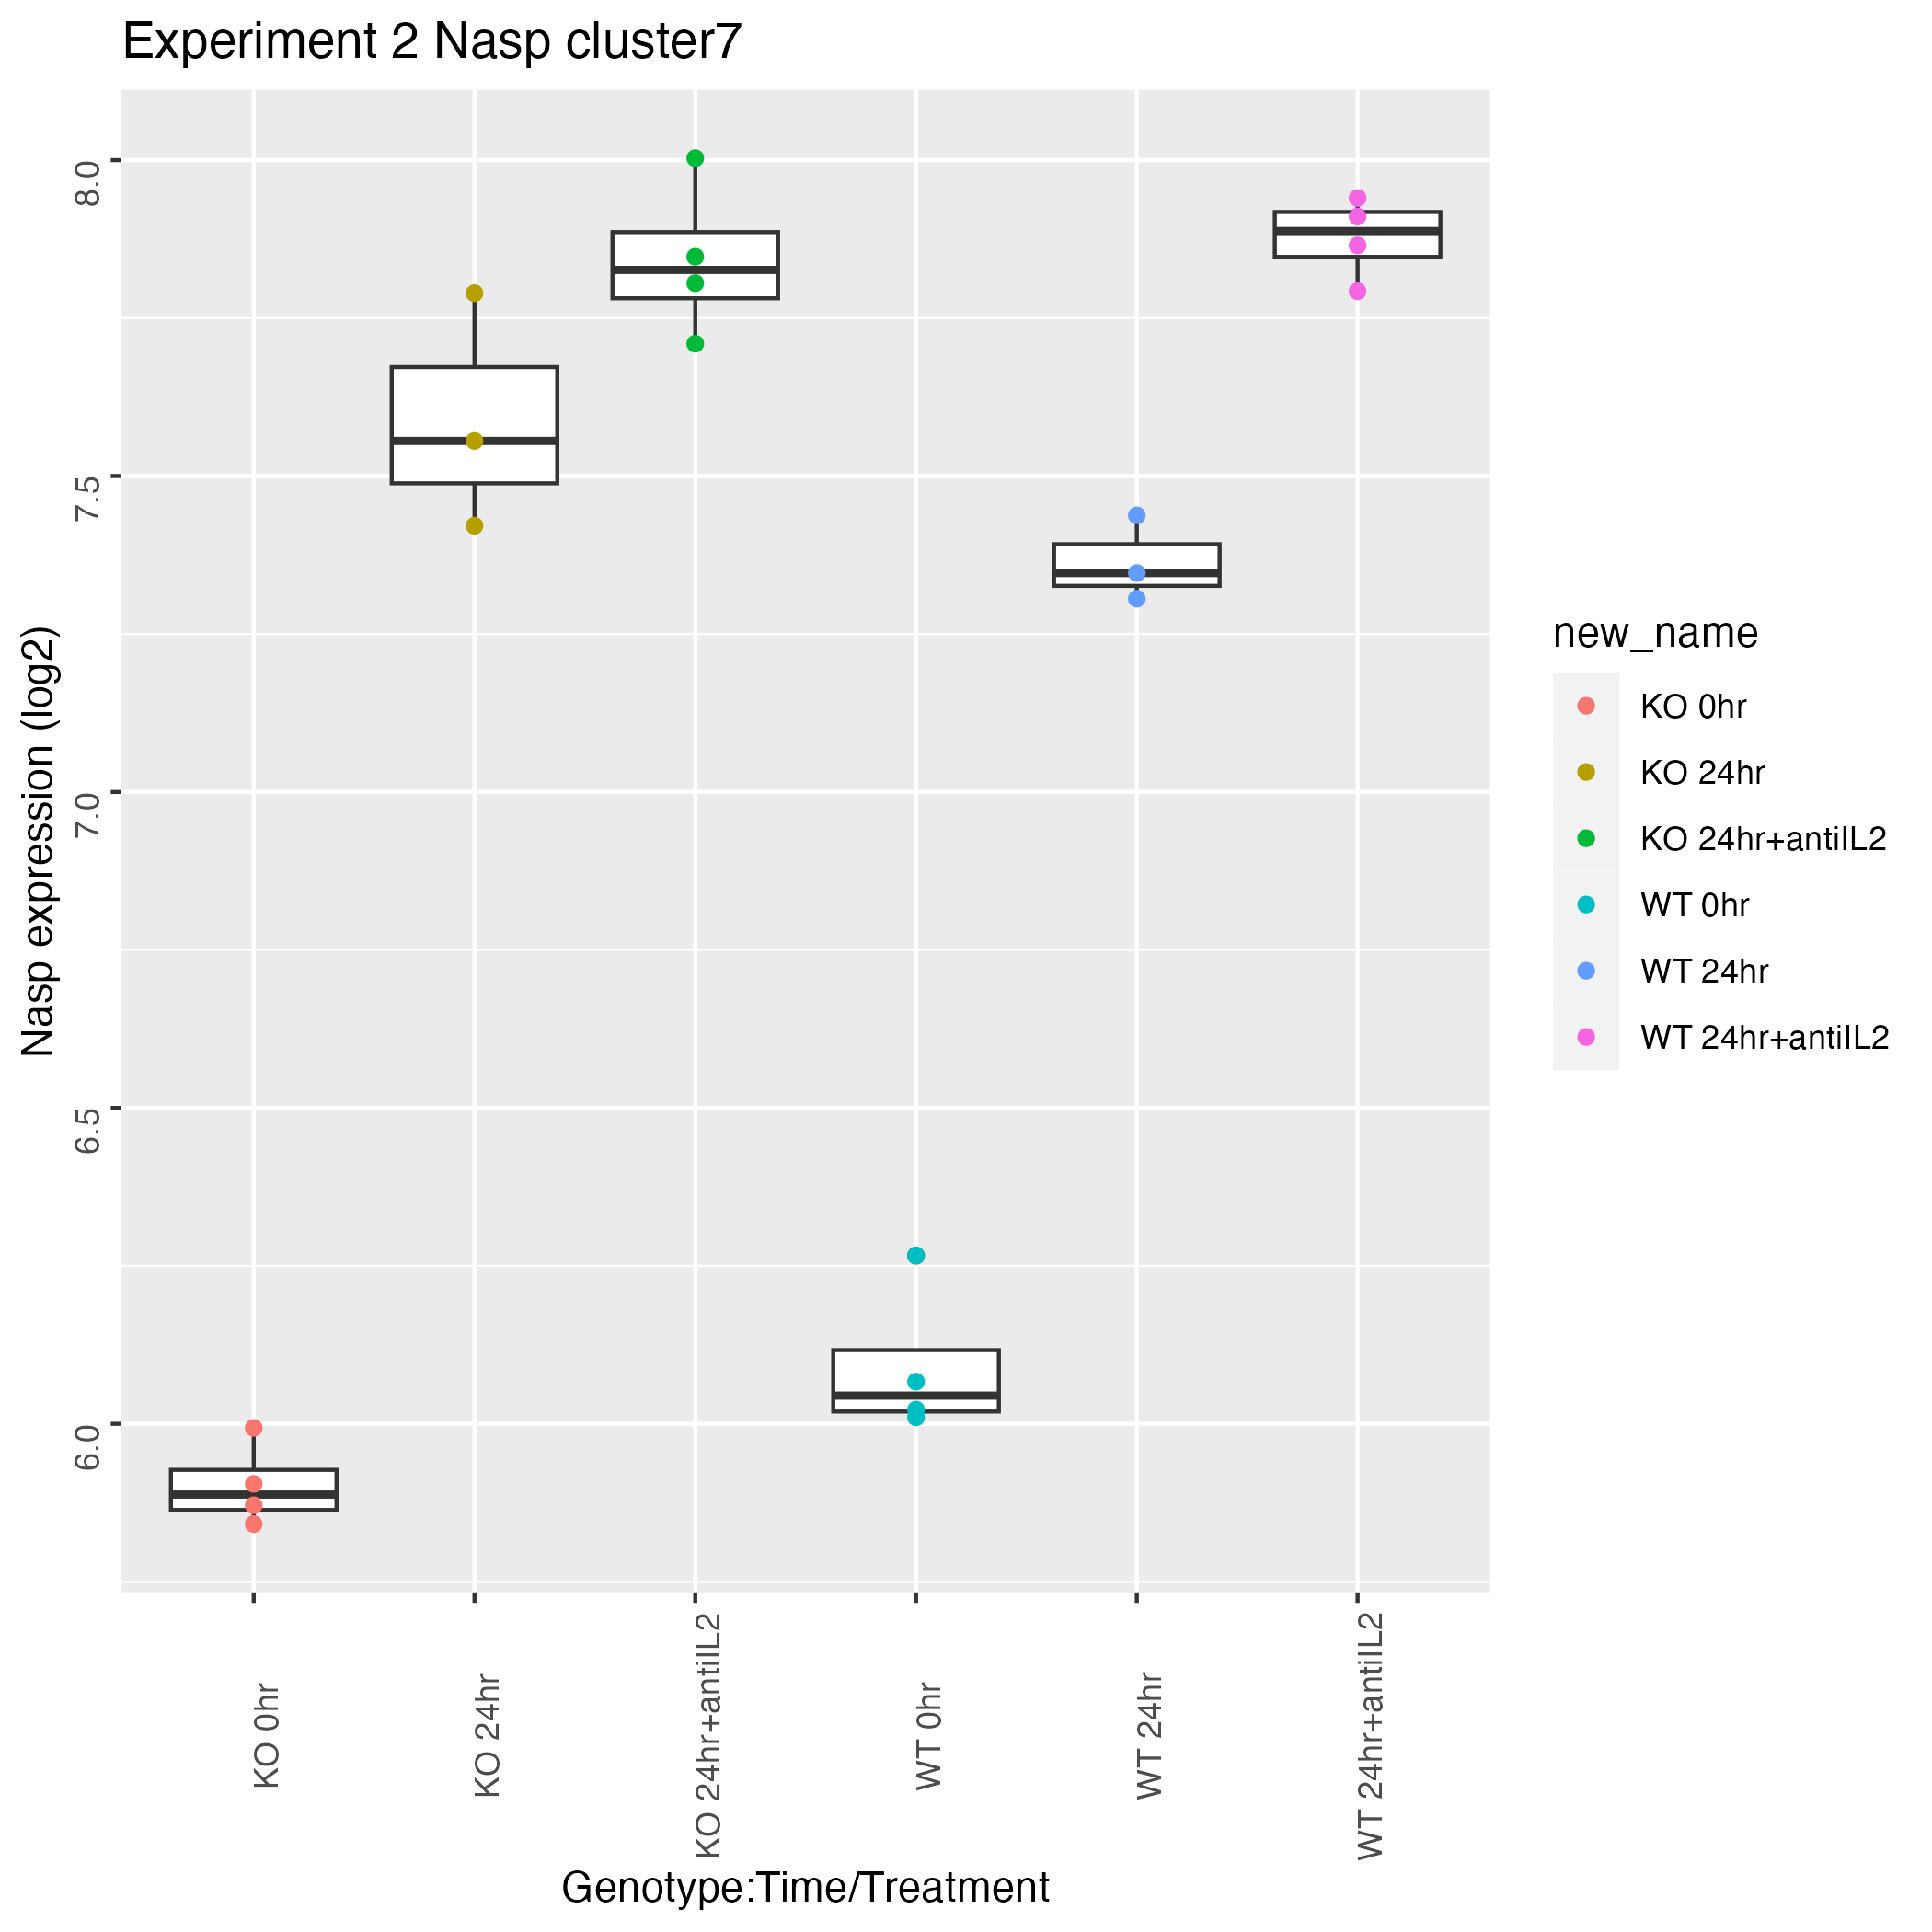 Experiment 2 Nasp cluster7
Nasp expression (log2)
8.0
7.5
7.0
6.5
6.0
KO 0hr
KO 24hr
KO 24hr+antiIL2
WT 0hr
WT 24hr
WT 24hr+antiIL2
Genotype:Time/Treatment
new_name
KO 0hr
KO 24hr
KO 24hr+antiIL2
WT 0hr
WT 24hr
WT 24hr+antiIL2